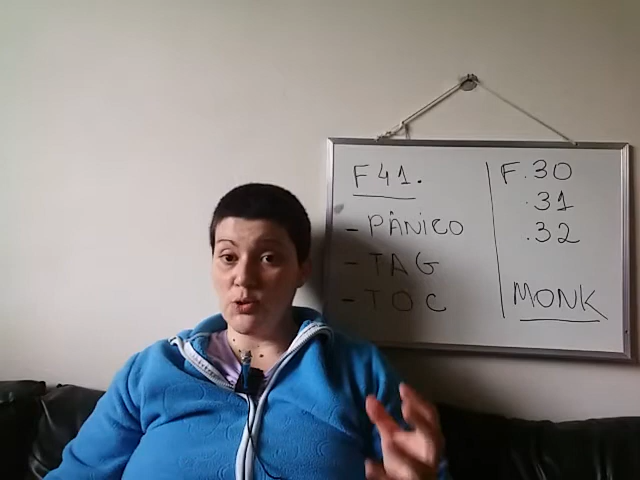 F41.
- PÂNICO
- TAG
- TOC
F.30
.31
.32
MONK